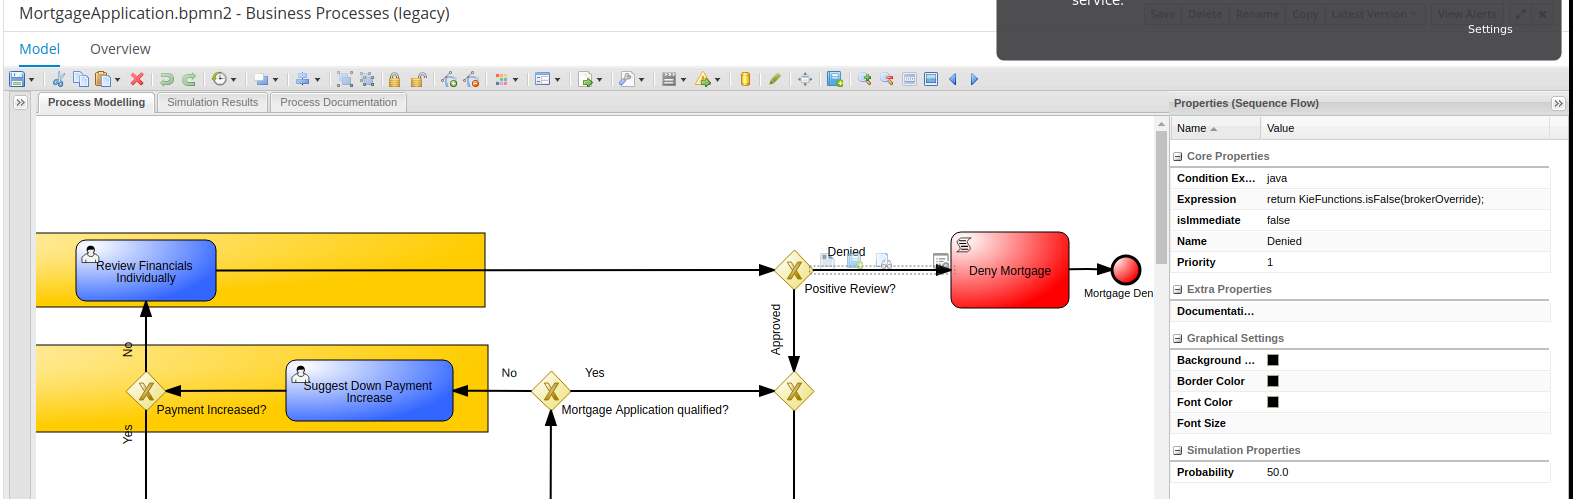 MortgageApplication.bpmn2 - Business Processes (legacy)
service.
Save Delete Rename Copy Latest Version View Alerts
Settings
Model Overview
Process Modelling Simulation Results Process Documentation
Properties (Sequence Flow)
Name Value
Core Properties
Condition Ex... java
Expression return KieFunctions.isFalse(brokerOverride);
isImmediate false
Name Denied
Priority 1
Extra Properties
Documentati...
Graphical Settings
Background ...
Border Color
Font Color
Font Size
Simulation Properties
Probability 50.0
Review Financials
Individually
Denied
Positive Review?
Deny Mortgage
Mortgage Den
Approved
No
Suggest Down Payment
Increase
No
Yes
Payment Increased?
Mortgage Application qualified?
Yes